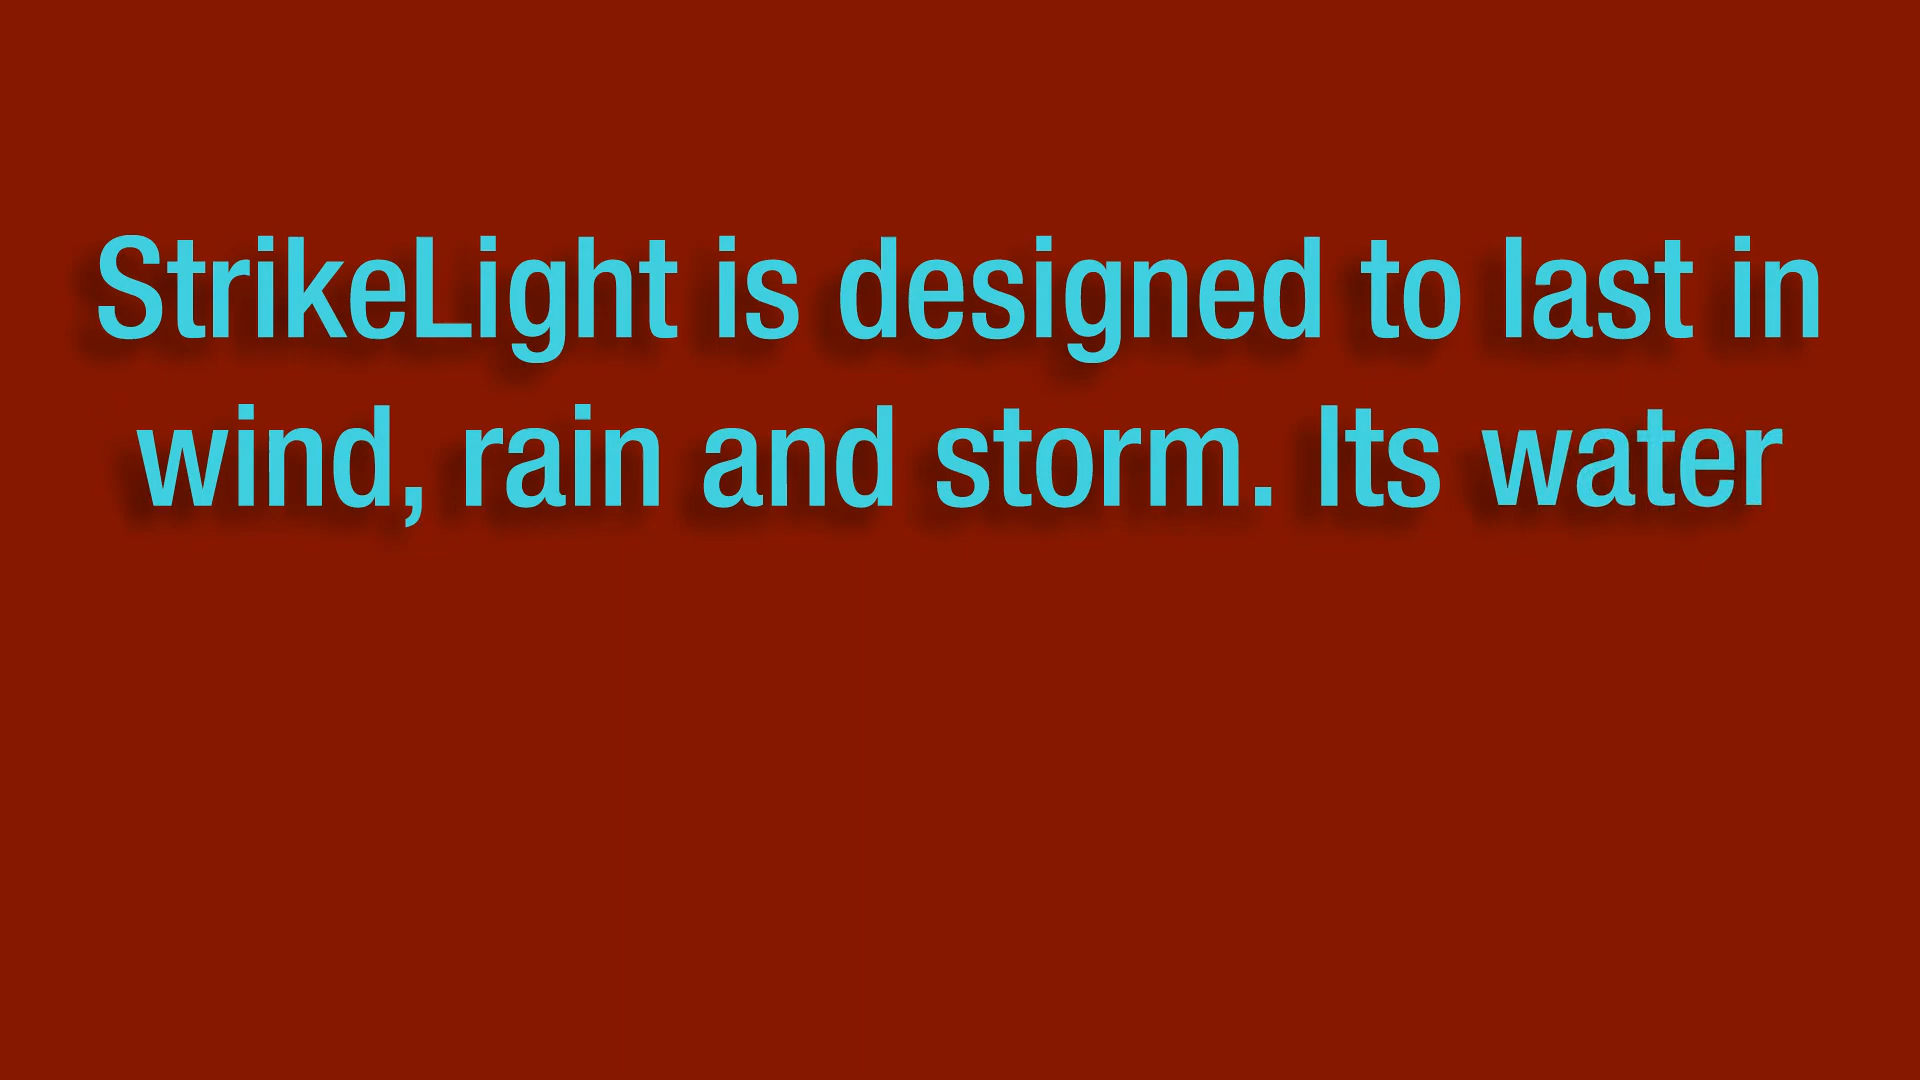 StrikeLight is designed to last in
wind, rain and storm. Its water